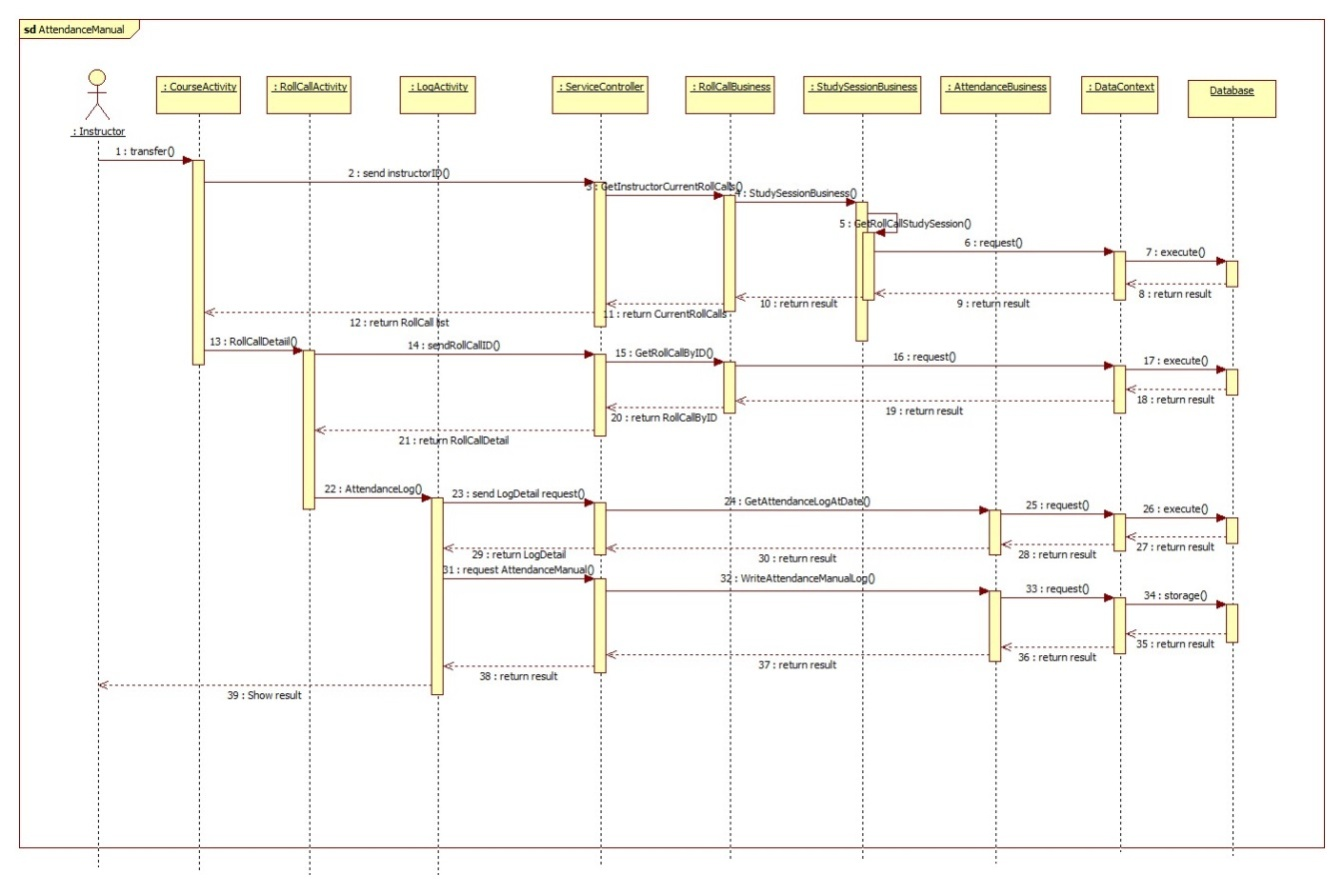 sd AttendanceManual
: Instructor
: CourseActivity
: RollCallActivity
: LogActivity
: ServiceController
: RollCallBusiness
: StudySessionBusiness
: AttendanceBusiness
: DataContext
Database
1 : transfer()
2 : send instructorID()
3 : GetInstructorCurrentRollCalls()
4 : StudySessionBusiness()
5 : GetRollCallStudySession()
6 : request()
7 : execute()
8 : return result
9 : return result
10 : return result
11 : return CurrentRollCalls
12 : return RollCall list
13 : RollCallDetail()
14 : sendRollCallID()
15 : GetRollCallByID()
16 : request()
17 : execute()
18 : return result
19 : return result
20 : return RollCallByID
21 : return RollCallDetail
22 : AttendanceLog()
23 : send LogDetail request()
24 : GetAttendanceLogAtDate()
25 : request()
26 : execute()
27 : return result
28 : return result
29 : return LogDetail
30 : return result
31 : request AttendanceManual()
32 : WriteAttendanceManualLog()
33 : request()
34 : storage()
35 : return result
36 : return result
37 : return result
38 : return result
39 : Show result